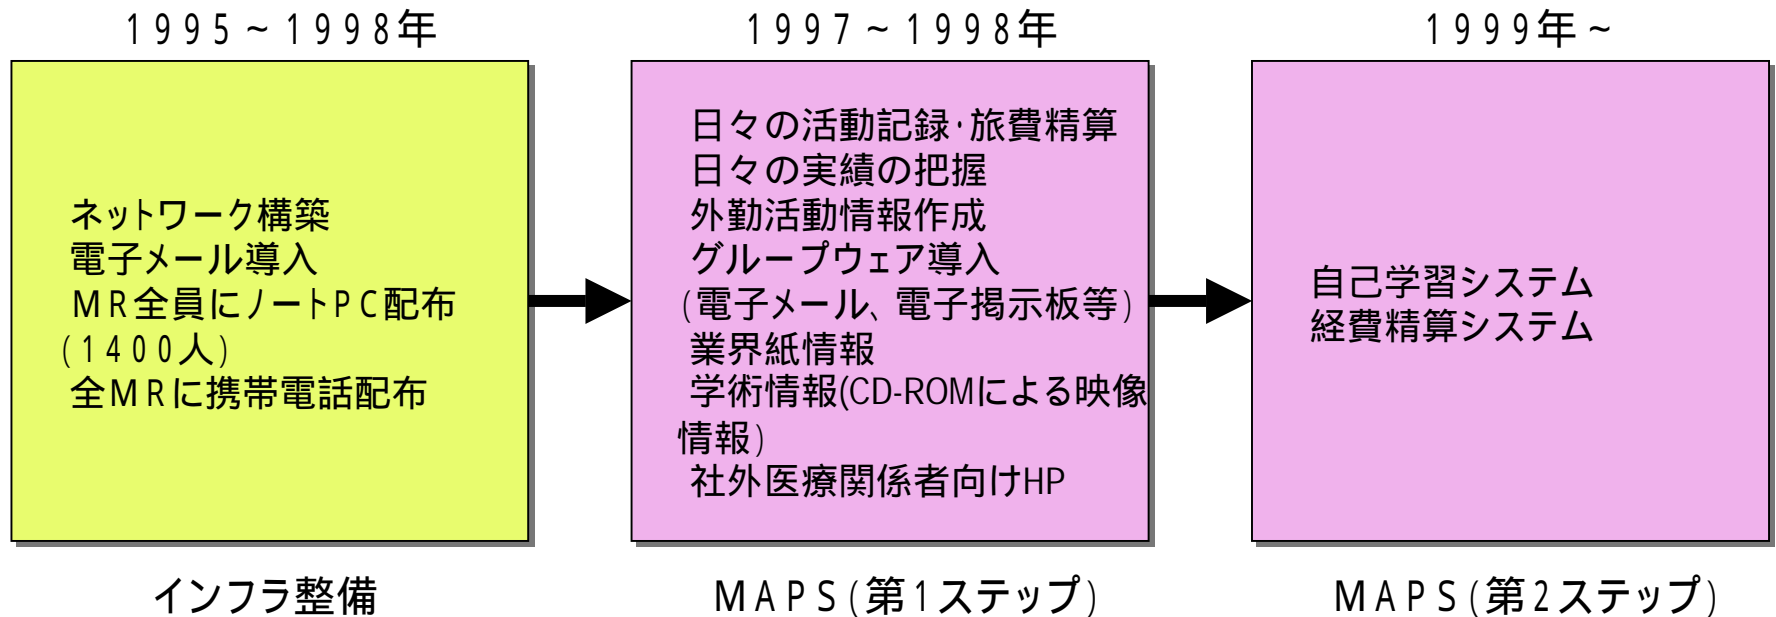 1995~1998年
ネットワーク構築
電子メール導入
MR全員にノートPC配布
(1400人)
全MRに携帯電話配布
インフラ整備
1997~1998年
日々の活動記録・旅費精算
日々の実績の把握
外勤活動情報作成
グループウェア導入
(電子メール、電子掲示板等)
業界紙情報
学術情報(CD-ROMによる映像
情報)
社外医療関係者向けHP
MAPS(第1ステップ)
1999年~
自己学習システム
経費精算システム
MAPS(第2ステップ)